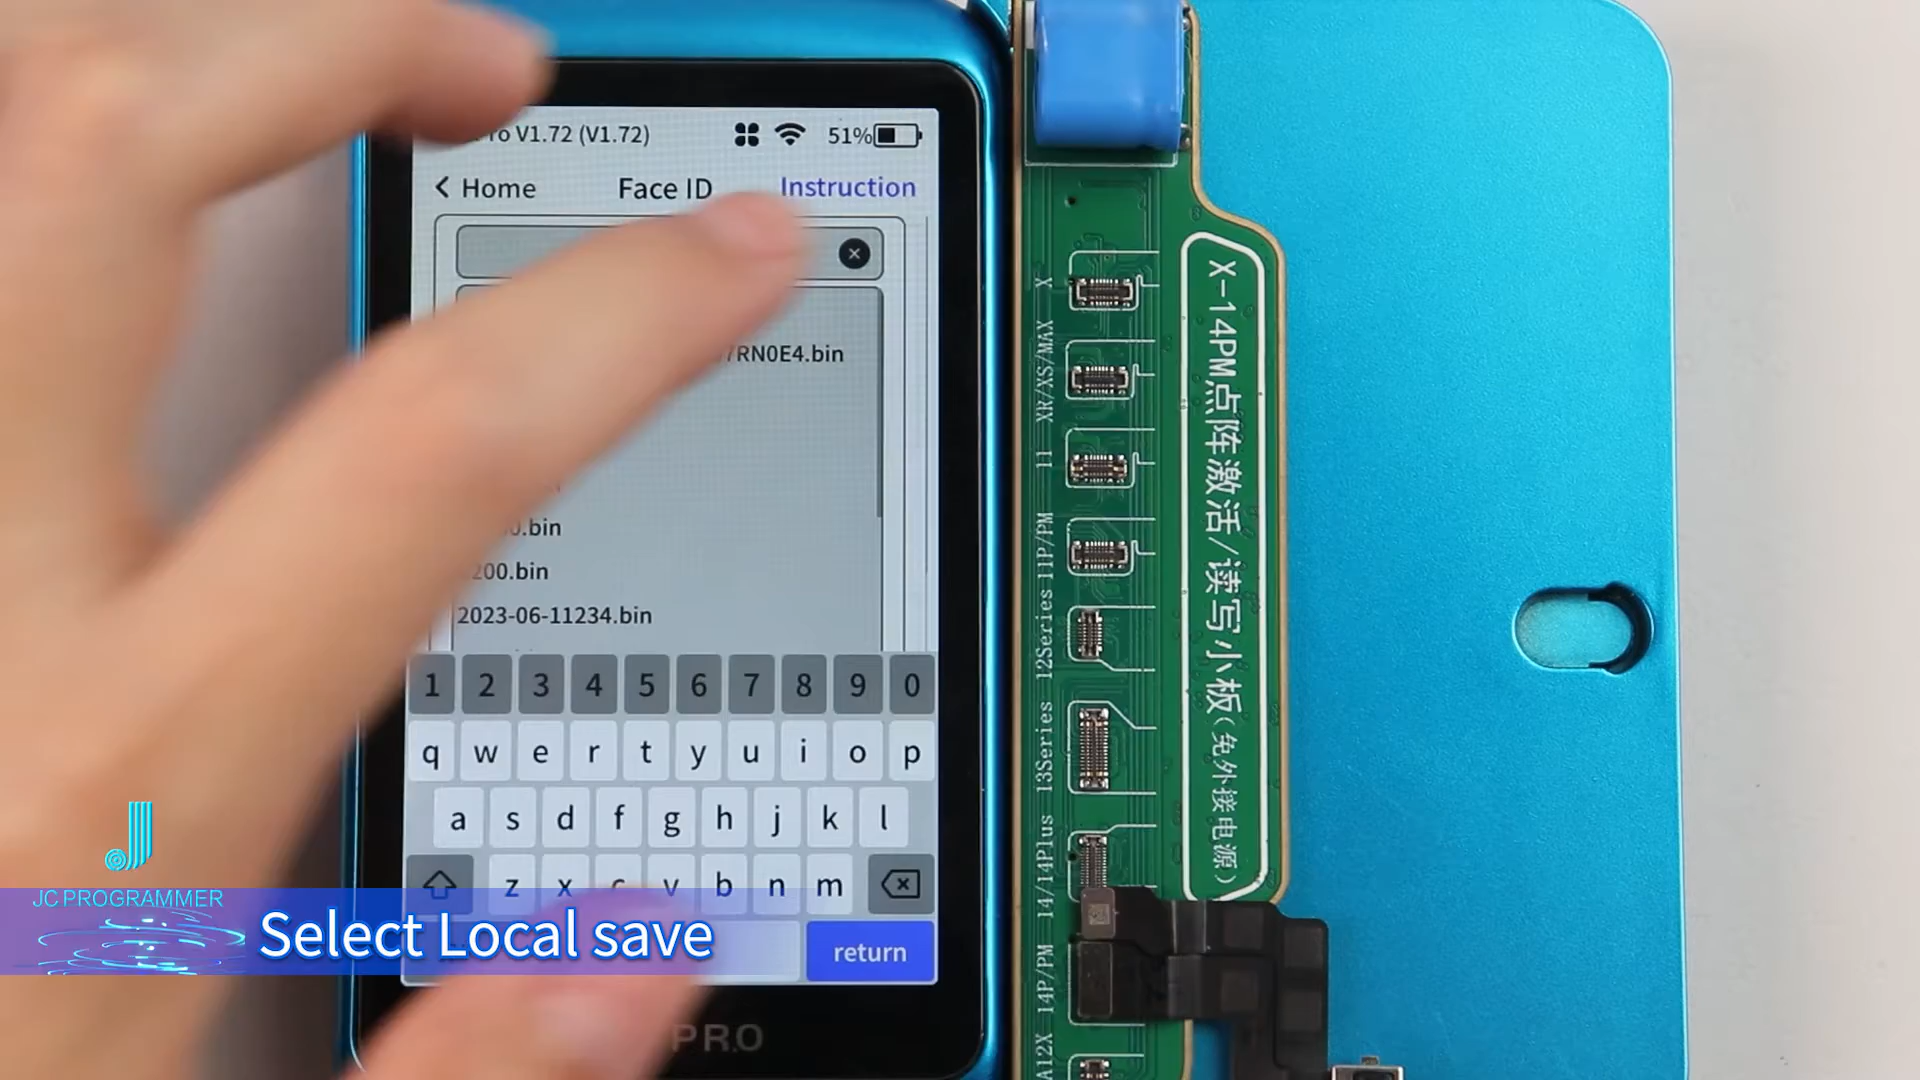 ro V1.72 (V1.72)
51%
Home
Face ID
Instruction
7RN0E4.bin
0.bin
200.bin
2023-06-11234.bin
1 2 3 4 5 6 7 8 9 0
q w e r t y u i o p
a s d f g h j k l
z x c v b n m
return
PRO
JC PROGRAMMER
Select Local save
X
XR/XS/MAX
11
11P/PM
12Series
13Series
14/14Plus
14P/PM
A12X
X-14PM点阵激活/读写小板(免外接电源)